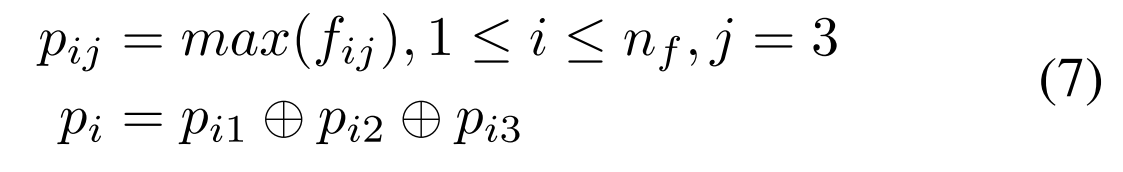 p_{ij} = max(f_{ij}), 1 ≤ i ≤ n_f, j = 3
p_i = p_{i1} ⊕ p_{i2} ⊕ p_{i3}
(7)